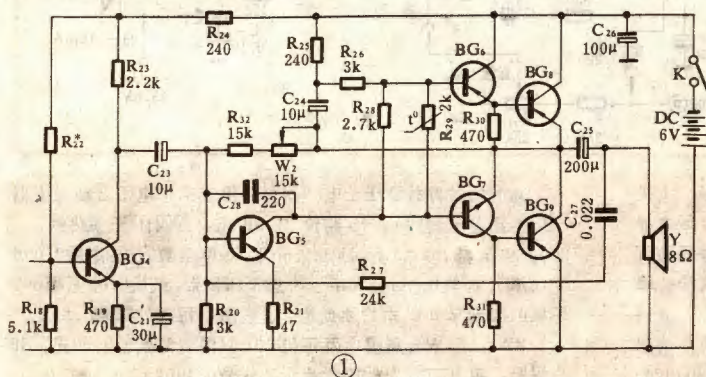 R24
240
R25
240
R26
3k
BG6
BG8
C26
100μ
R23
2.2k
C24
10μ
R28
2.7k
t°
R29
2k
R30
470
K
DC
6V
R22*
R32
15k
W2
15k
C25
200μ
C23
10μ
C28
220
BG7
BG9
C27
0.022
BG4
BG5
R27
24k
Y
8Ω
R18
5.1k
R19
470
C21
30μ
R20
3k
R21
47
R31
470
①